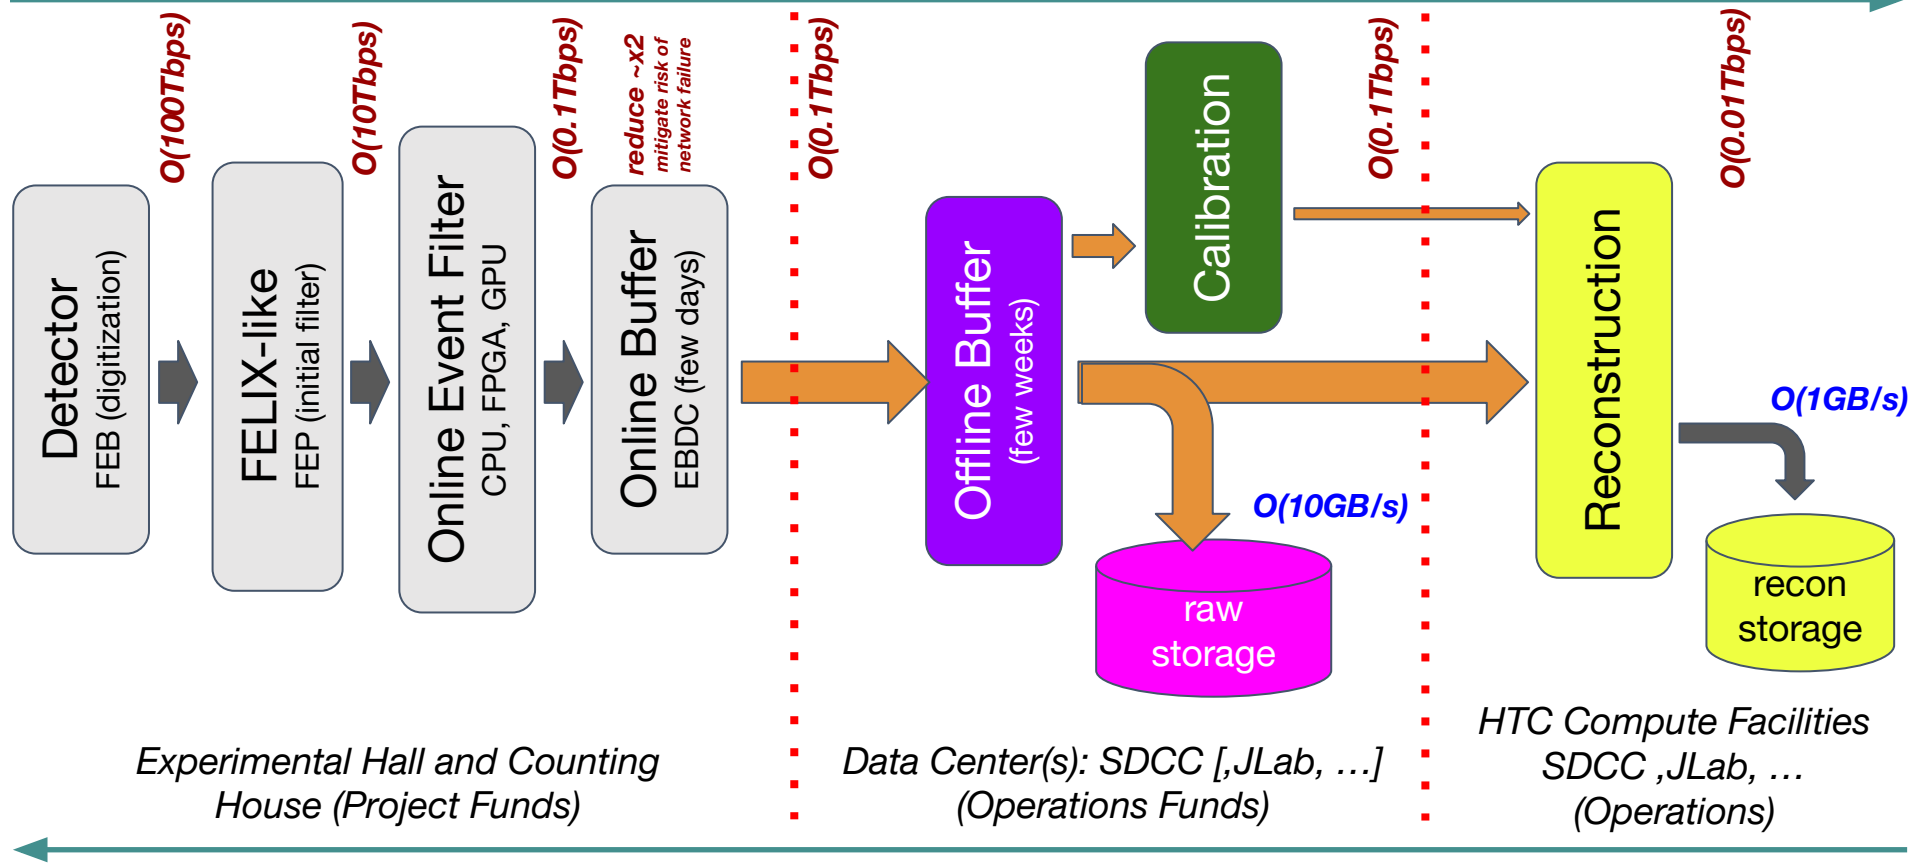 O(100Tbps)
O(10Tbps)
O(0.1Tbps)
reduce ~x2
mitigate risk of
network failure
O(0.1Tbps)
O(0.1Tbps)
O(0.01Tbps)
Detector
FEB (digitization)
FELIX-like
FEP (initial filter)
Online Event Filter
CPU, FPGA, GPU
Online Buffer
EBDC (few days)
Offline Buffer
(few weeks)
Calibration
Reconstruction
O(10GB/s)
O(1GB/s)
raw
storage
recon
storage
Experimental Hall and Counting
House (Project Funds)
Data Center(s): SDCC [,JLab, …]
(Operations Funds)
HTC Compute Facilities
SDCC ,JLab, …
(Operations)